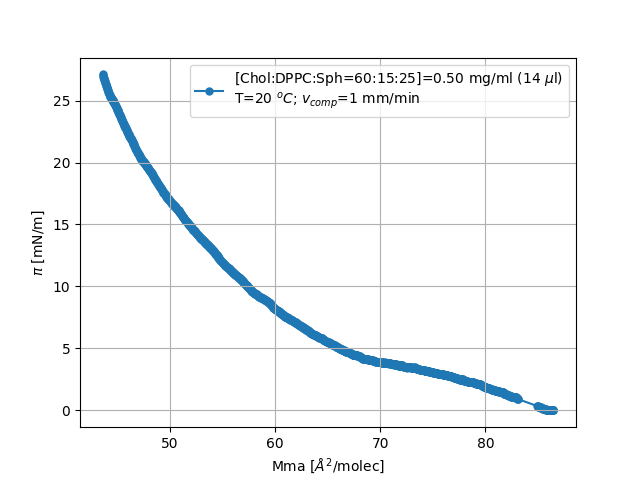 [Chol:DPPC:Sph=60:15:25]=0.50 mg/ml (14 μl)
T=20 °C; v_comp=1 mm/min
25
20
15
10
5
0
π [mN/m]
50 60 70 80
Mma [Å²/molec]